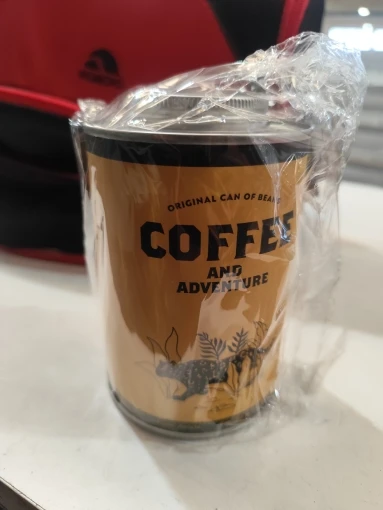 ORIGINAL CAN OF BEANS
COFFEE
AND
ADVENTURE